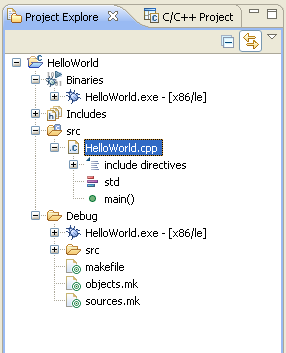 Project Explore
C/C++ Project
HelloWorld
Binaries
HelloWorld.exe - [x86/le]
Includes
src
HelloWorld.cpp
include directives
std
main()
Debug
HelloWorld.exe - [x86/le]
src
makefile
objects.mk
sources.mk